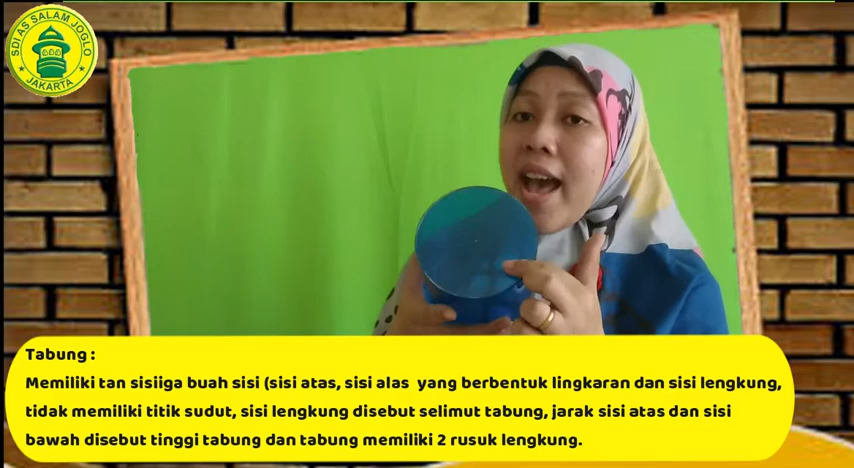 SDI AS SALAM JOGLO
JAKARTA
Tabung :
Memiliki tan sisiiga buah sisi (sisi atas, sisi alas yang berbentuk lingkaran dan sisi lengkung,
tidak memiliki titik sudut, sisi lengkung disebut selimut tabung, jarak sisi atas dan sisi
bawah disebut tinggi tabung dan tabung memiliki 2 rusuk lengkung.